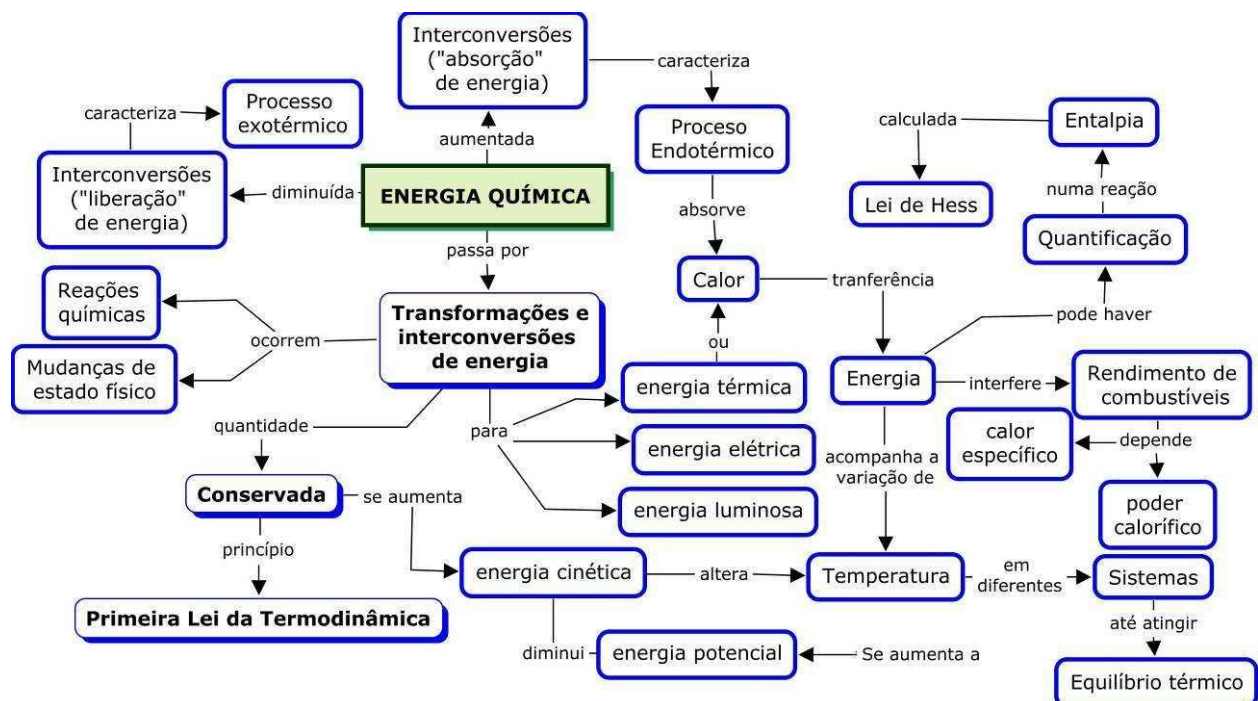 Interconversões
("absorção"
de energia)
caracteriza
caracteriza
Processo
exotérmico
aumentada
Proceso
Endotérmico
calculada
Entalpia
Interconversões
("liberação"
de energia)
diminuída
ENERGIA QUÍMICA
absorve
Lei de Hess
numa reação
Quantificação
passa por
Calor
tranferência
pode haver
Reações
químicas
ocorrem
Mudanças de
estado físico
Transformações e
interconversões
de energia
ou
energia térmica
Energia
interfere
Rendimento de
combustíveis
quantidade
para
energia elétrica
acompanha a
variação de
calor
específico
depende
Conservada
se aumenta
energia luminosa
poder
calorífico
princípio
energia cinética
altera
Temperatura
em
diferentes
Sistemas
Primeira Lei da Termodinâmica
até atingir
diminui
energia potencial
Se aumenta a
Equilíbrio térmico